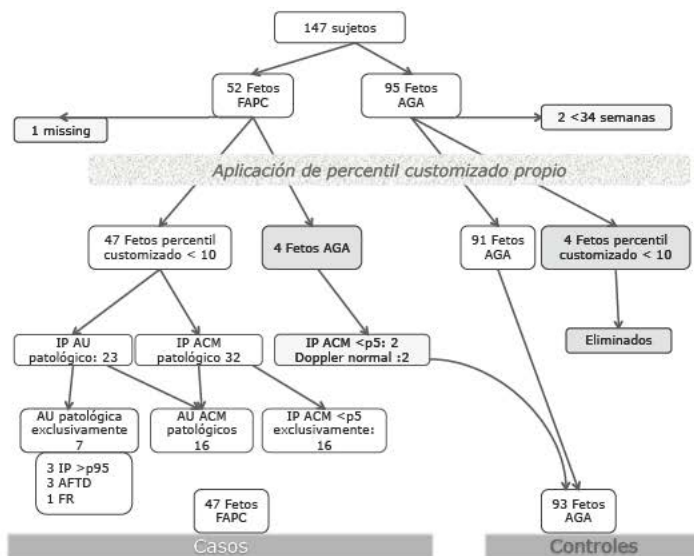 147 sujetos
52 Fetos
FAPC
95 Fetos
AGA
1 missing
2 <34 semanas
Aplicación de percentil customizado propio
47 Fetos percentil
customizado < 10
4 Fetos AGA
91 Fetos
AGA
4 Fetos percentil
customizado < 10
IP AU
patológico: 23
IP ACM
patológico 32
IP ACM <p5: 2
Doppler normal :2
Eliminados
AU patológica
exclusivamente
7
AU ACM
patológicos
16
IP ACM <p5
exclusivamente:
16
3 IP >p95
3 AFTD
1 FR
47 Fetos
FAPC
93 Fetos
AGA
Casos
Controles